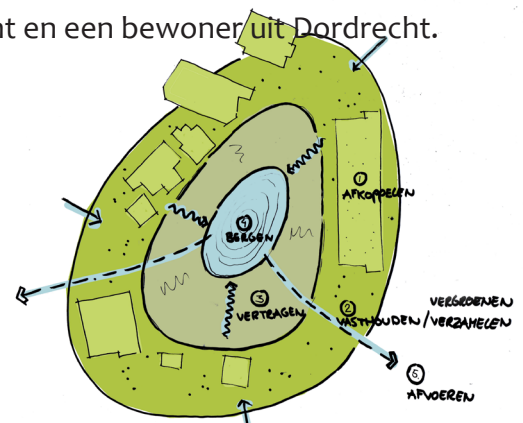 nt en een bewoner uit Dordrecht.
① AFKOPPELEN
④ BERGEN
③ VERTRAGEN
② VASTHOUDEN/VERZAMELEN
VERGROENEN
⑤ AFVOEREN